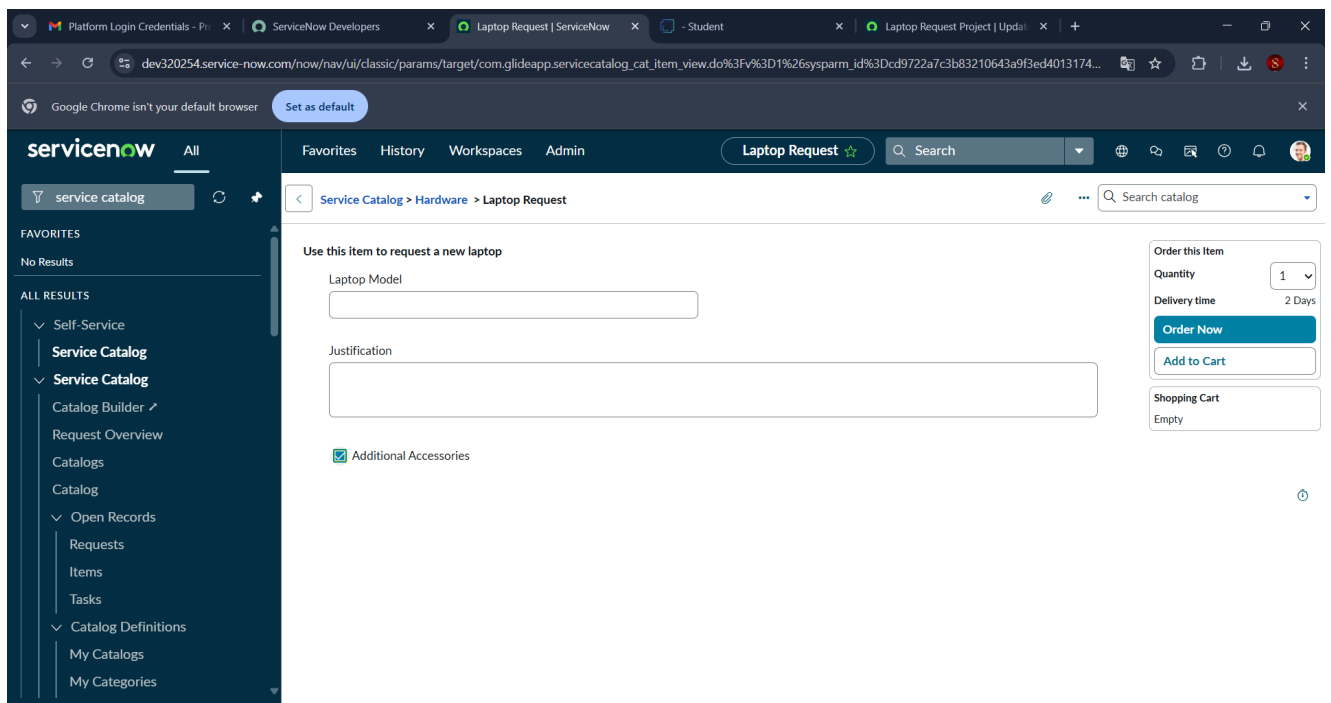 Platform Login Credentials - Pro
ServiceNow Developers
Laptop Request | ServiceNow
- Student
Laptop Request Project | Updat
dev320254.service-now.com/now/nav/ui/classic/params/target/com.glideapp.servicecatalog_cat_item_view.do%3Fv%3D1%26sysparm_id%3Dcd9722a7c3b83210643a9f3ed4013174...
S
Google Chrome isn't your default browser
Set as default
servicenow
All
Favorites
History
Workspaces
Admin
Laptop Request
Search
service catalog
FAVORITES
No Results
ALL RESULTS
Self-Service
Service Catalog
Service Catalog
Catalog Builder
Request Overview
Catalogs
Catalog
Open Records
Requests
Items
Tasks
Catalog Definitions
My Catalogs
My Categories
Service Catalog > Hardware > Laptop Request
Search catalog
Use this item to request a new laptop
Laptop Model
Justification
Additional Accessories
Order this Item
Quantity 1
Delivery time 2 Days
Order Now
Add to Cart
Shopping Cart
Empty